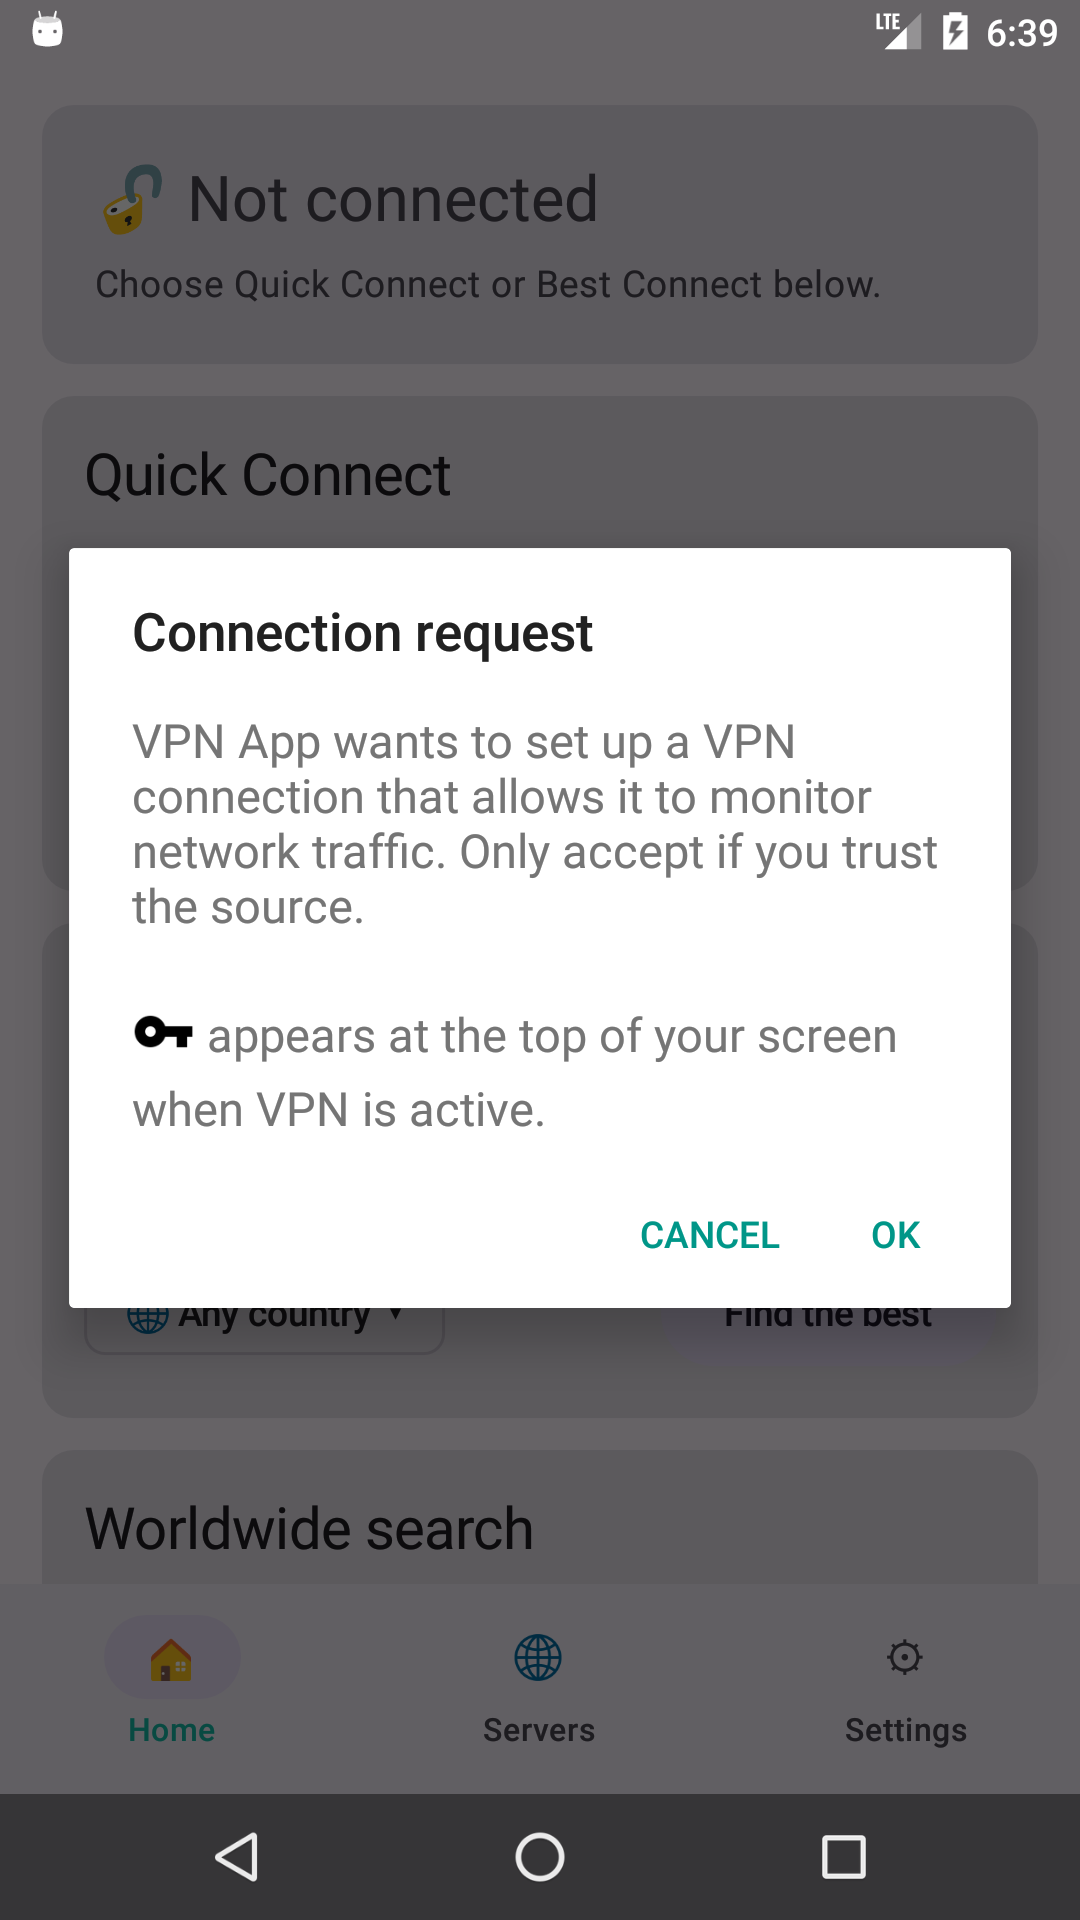 LTE 6:39
Not connected
Choose Quick Connect or Best Connect below.
Quick Connect
Connection request
VPN App wants to set up a VPN
connection that allows it to monitor
network traffic. Only accept if you trust
the source.
appears at the top of your screen
when VPN is active.
CANCEL OK
Any country Find the best
Worldwide search
Home Servers Settings